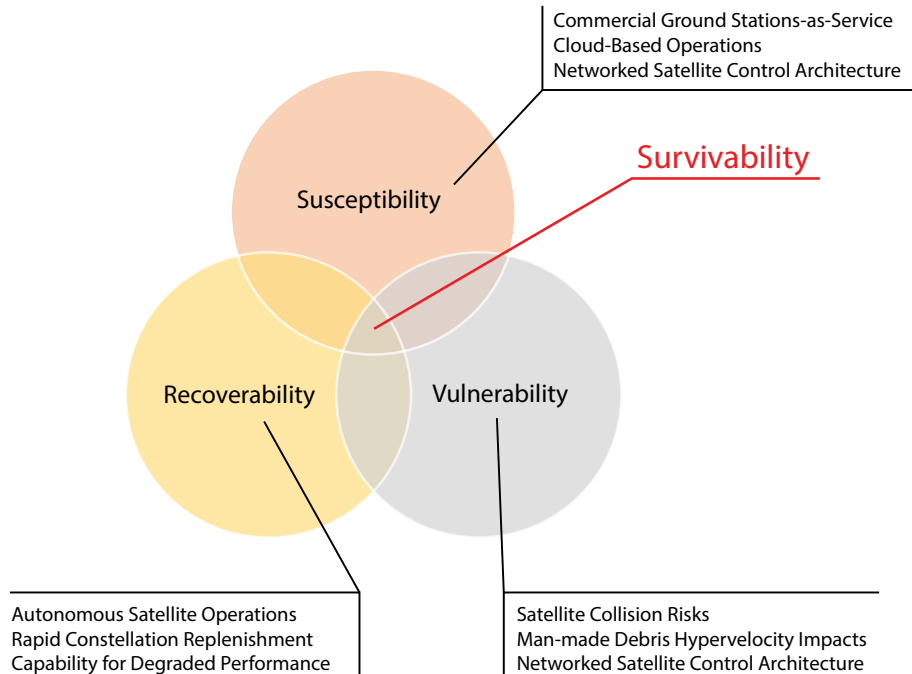 Commercial Ground Stations-as-Service
Cloud-Based Operations
Networked Satellite Control Architecture
Survivability
Susceptibility
Recoverability
Vulnerability
Autonomous Satellite Operations
Rapid Constellation Replenishment
Capability for Degraded Performance
Satellite Collision Risks
Man-made Debris Hypervelocity Impacts
Networked Satellite Control Architecture